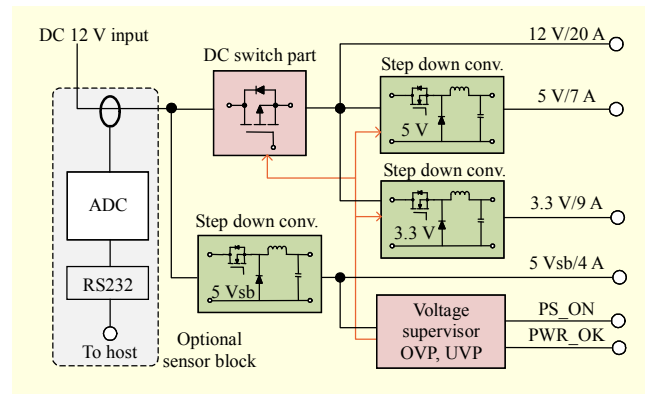 DC 12 V input
12 V/20 A
DC switch part
Step down conv.
5 V/7 A
5 V
Step down conv.
ADC
3.3 V/9 A
3.3 V
Step down conv.
5 Vsb/4 A
5 Vsb
RS232
Voltage
supervisor
OVP, UVP
PS_ON
PWR_OK
To host
Optional
sensor block